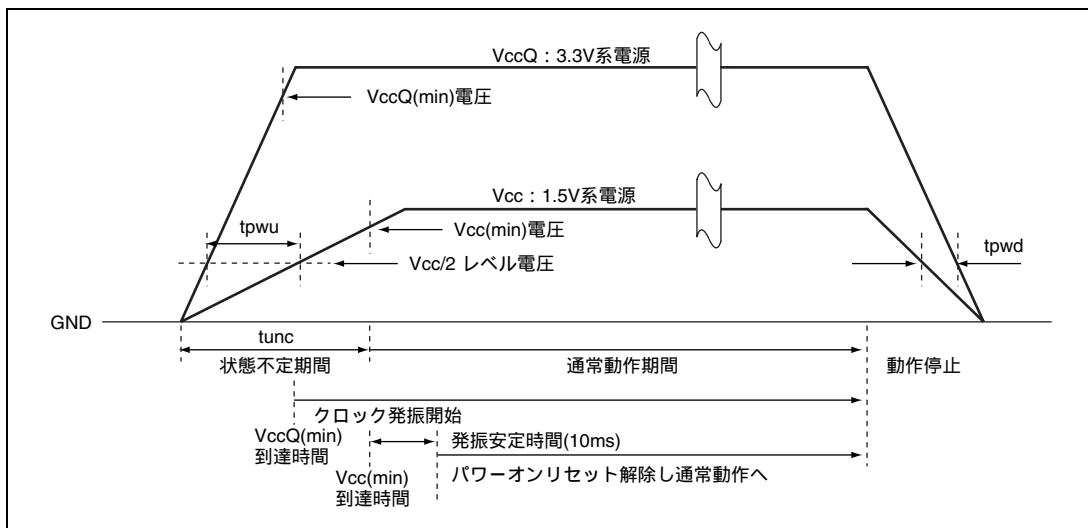 VccQ：3.3V系電源
VccQ(min)電圧
Vcc：1.5V系電源
tpwu
Vcc(min)電圧
Vcc/2 レベル電圧
tpwd
GND
tunc
状態不定期間
通常動作期間
動作停止
クロック発振開始
VccQ(min)
到達時間
発振安定時間(10ms)
Vcc(min)
到達時間
パワーオンリセット解除し通常動作へ